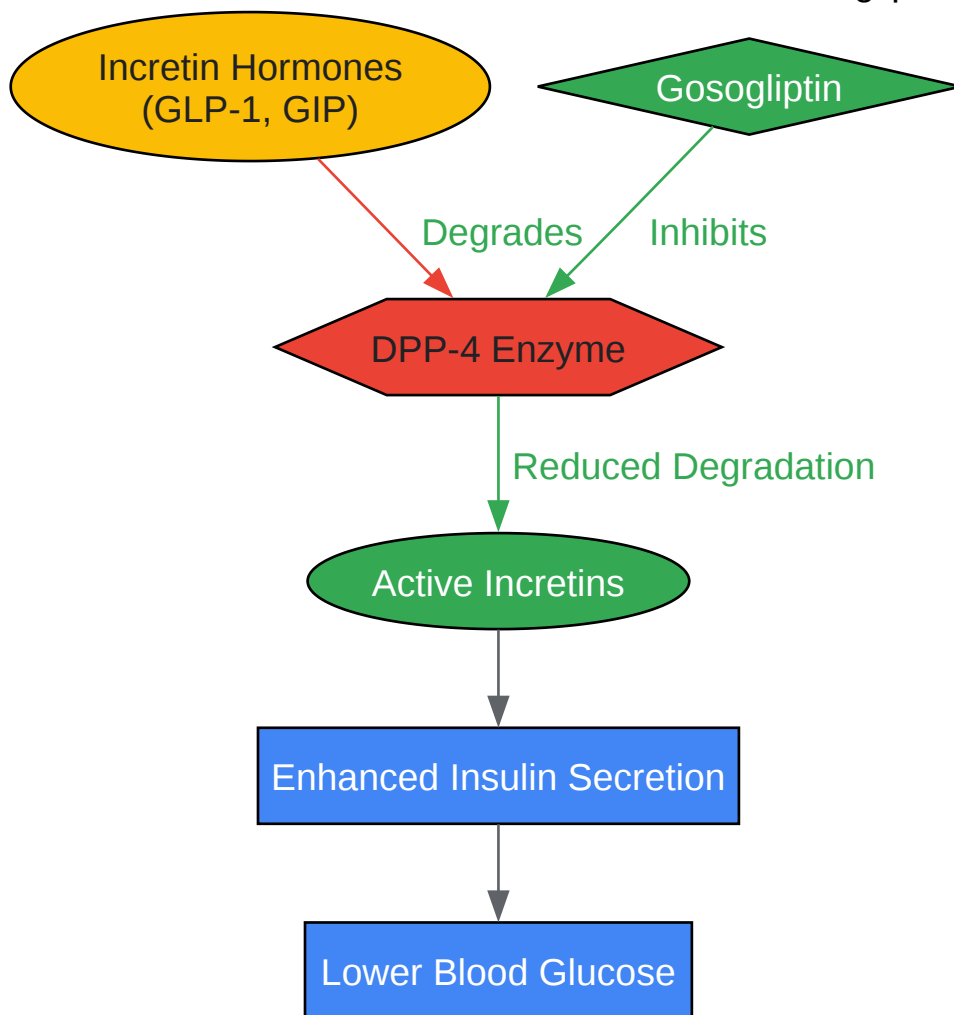 Incretin Hormones
(GLP-1, GIP)
Gosogliptin
Degrades
Inhibits
DPP-4 Enzyme
Reduced Degradation
Active Incretins
Enhanced Insulin Secretion
Lower Blood Glucose